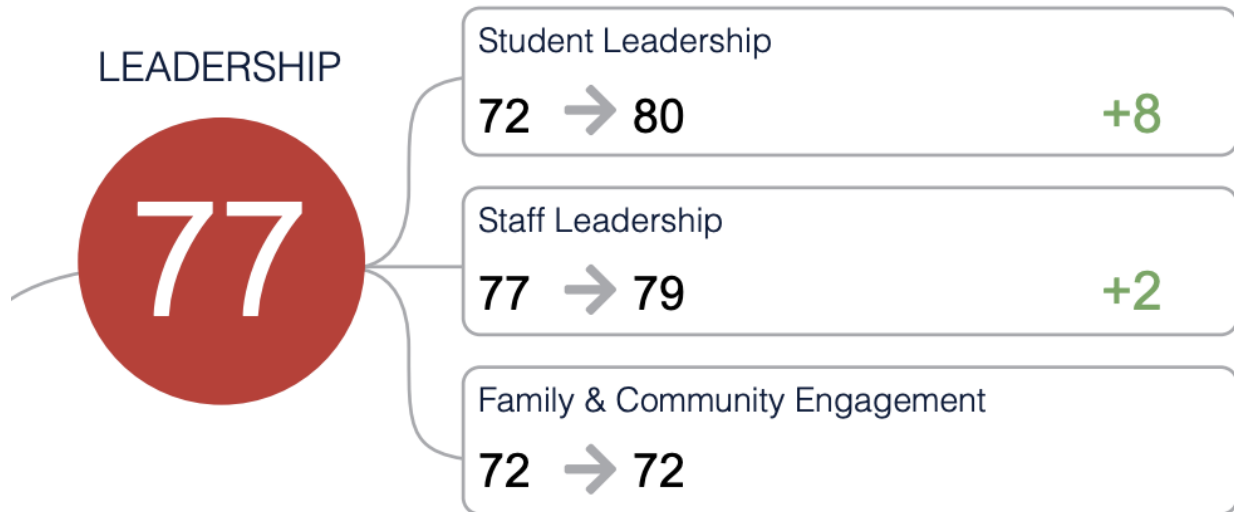 LEADERSHIP
77
Student Leadership
72 → 80 +8
Staff Leadership
77 → 79 +2
Family & Community Engagement
72 → 72